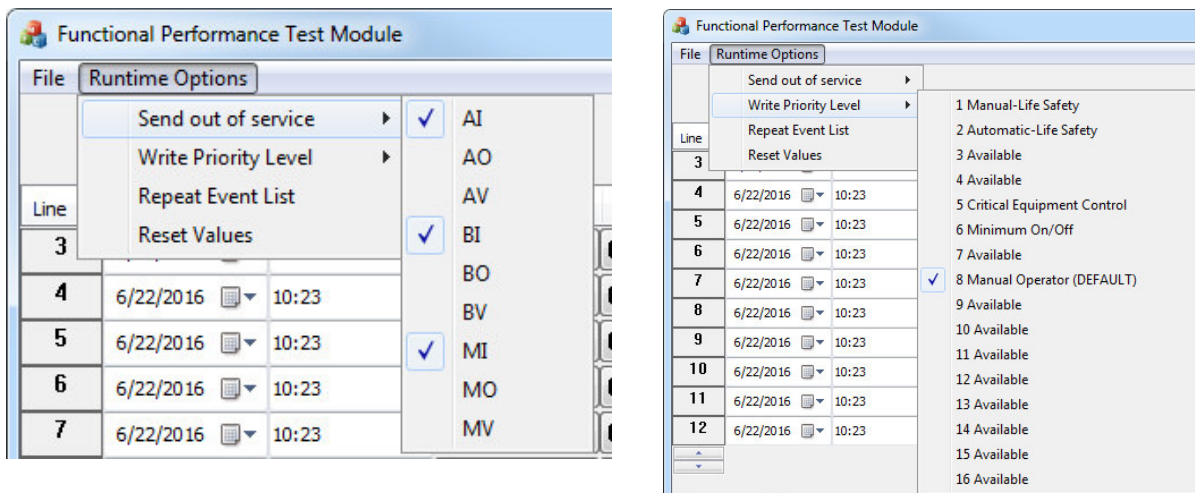 Functional Performance Test Module
File Runtime Options
Send out of service
Write Priority Level
Repeat Event List
Reset Values
AI
AO
AV
BI
BO
BV
MI
MO
MV
Line
3
4 6/22/2016 10:23
5 6/22/2016 10:23
6 6/22/2016 10:23
7 6/22/2016 10:23
Functional Performance Test Module
File Runtime Options
Send out of service
Write Priority Level
Repeat Event List
Reset Values
1 Manual-Life Safety
2 Automatic-Life Safety
3 Available
4 Available
5 Critical Equipment Control
6 Minimum On/Off
7 Available
8 Manual Operator (DEFAULT)
9 Available
10 Available
11 Available
12 Available
13 Available
14 Available
15 Available
16 Available
Line
3
4 6/22/2016 10:23
5 6/22/2016 10:23
6 6/22/2016 10:23
7 6/22/2016 10:23
8 6/22/2016 10:23
9 6/22/2016 10:23
10 6/22/2016 10:23
11 6/22/2016 10:23
12 6/22/2016 10:23